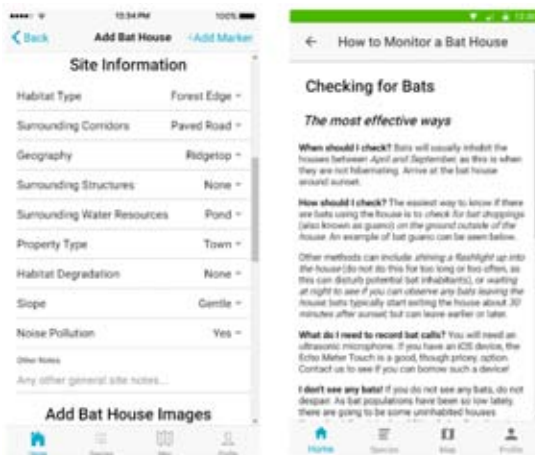 10:34 PM 100%
Back Add Bat House +Add Marker
Site Information
Habitat Type Forest Edge
Surrounding Corridors Paved Road
Geography Ridgetop
Surrounding Structures None
Surrounding Water Resources Pond
Property Type Town
Habitat Degradation None
Slope Gentle
Noise Pollution Yes
Other Notes
Any other general site notes...
Add Bat House Images
Home Species Map Profile
How to Monitor a Bat House
Checking for Bats
The most effective ways
When should I check? Bats will usually inhabit the
houses between April and September, as this is when
they are not hibernating. Arrive at the bat house
around sunset.
How should I check? The easiest way to know if there
are bats using the house is to check for bat droppings
(also known as guano) on the ground outside of the
house. An example of bat guano can be seen below.
Other methods can include shining a flashlight up into
the house (do not do this for too long or too often, as
this can disturb potential bat inhabitants), or waiting
at night to see if you can observe any bats leaving the
house; bats typically start exiting the house about 30
minutes after sunset, but can leave earlier or later.
What do I need to record bat calls? You will need an
ultrasonic microphone. If you have an iOS device, the
Echo Meter Touch is a good, though pricey, option.
Contact us to see if you can borrow such a device!
I don't see any bats! If you do not see any bats, do not
despair. As bat populations have been so low lately,
there are going to be some uninhabited houses
Home Species Map Profile